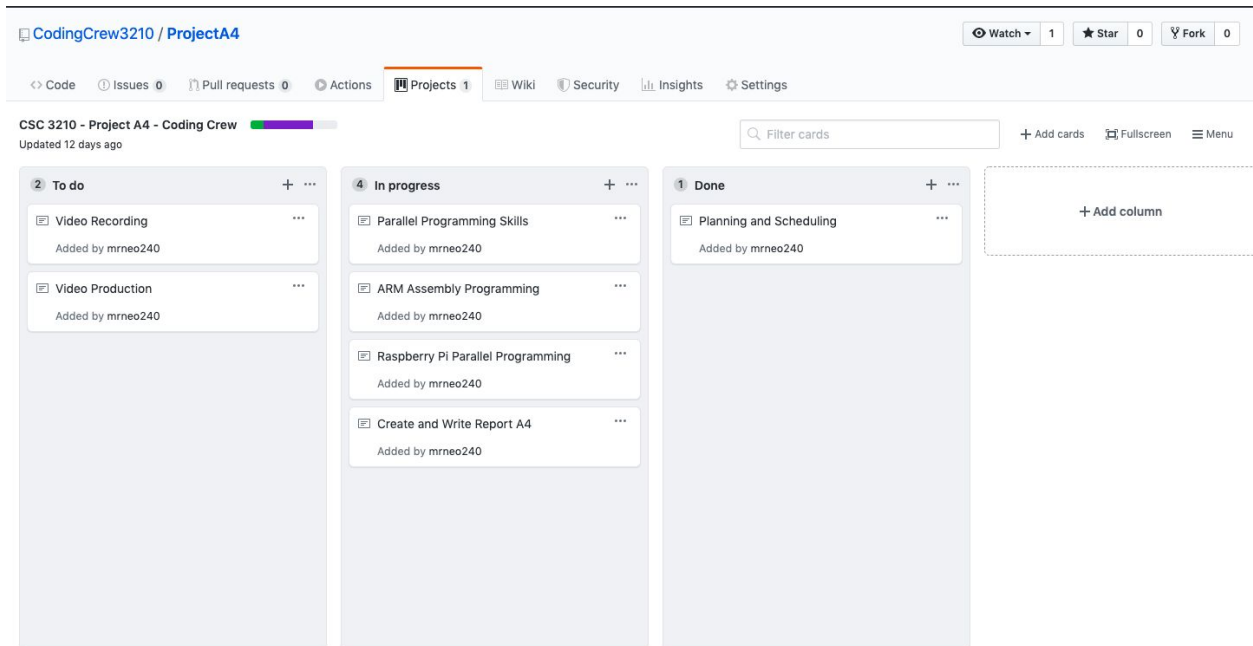 CodingCrew3210 / ProjectA4
Watch 1 Star 0 Fork 0
Code Issues 0 Pull requests 0 Actions Projects 1 Wiki Security Insights Settings
CSC 3210 - Project A4 - Coding Crew
Updated 12 days ago
Filter cards
+ Add cards Fullscreen Menu
2 To do
Video Recording
Added by mrneo240
Video Production
Added by mrneo240
4 In progress
Parallel Programming Skills
Added by mrneo240
ARM Assembly Programming
Added by mrneo240
Raspberry Pi Parallel Programming
Added by mrneo240
Create and Write Report A4
Added by mrneo240
1 Done
Planning and Scheduling
Added by mrneo240
+ Add column